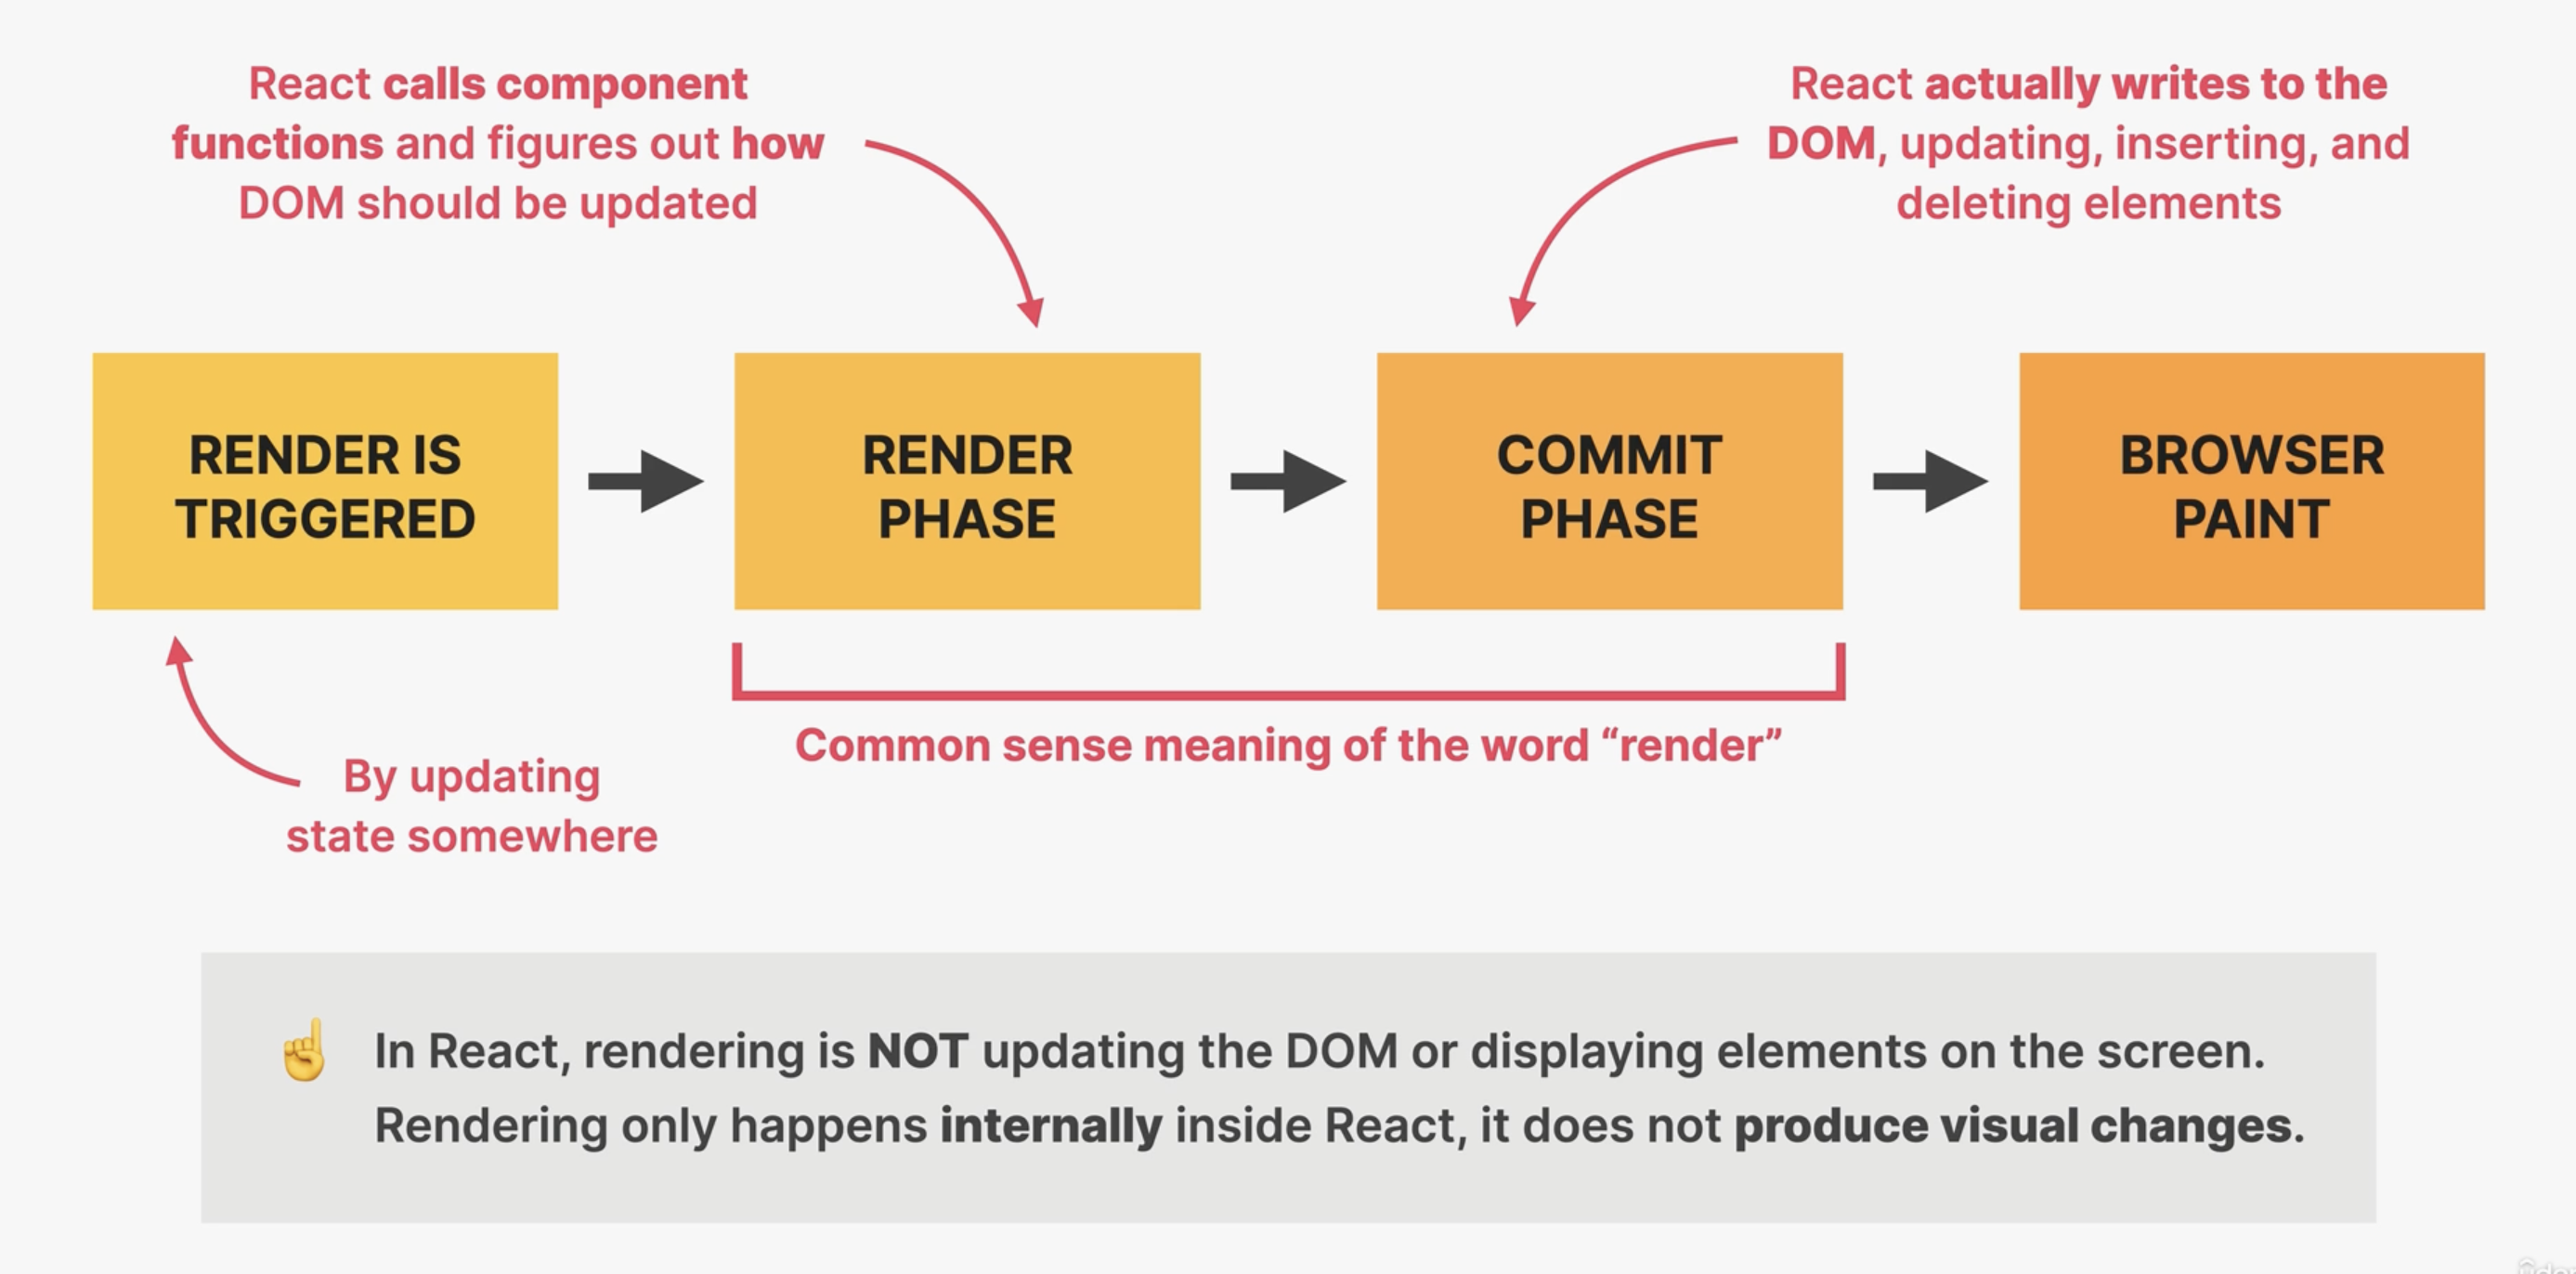 React calls component
functions and figures out how
DOM should be updated
React actually writes to the
DOM, updating, inserting, and
deleting elements
RENDER IS
TRIGGERED
RENDER
PHASE
COMMIT
PHASE
BROWSER
PAINT
By updating
state somewhere
Common sense meaning of the word “render”
☝️ In React, rendering is NOT updating the DOM or displaying elements on the screen.
Rendering only happens internally inside React, it does not produce visual changes.